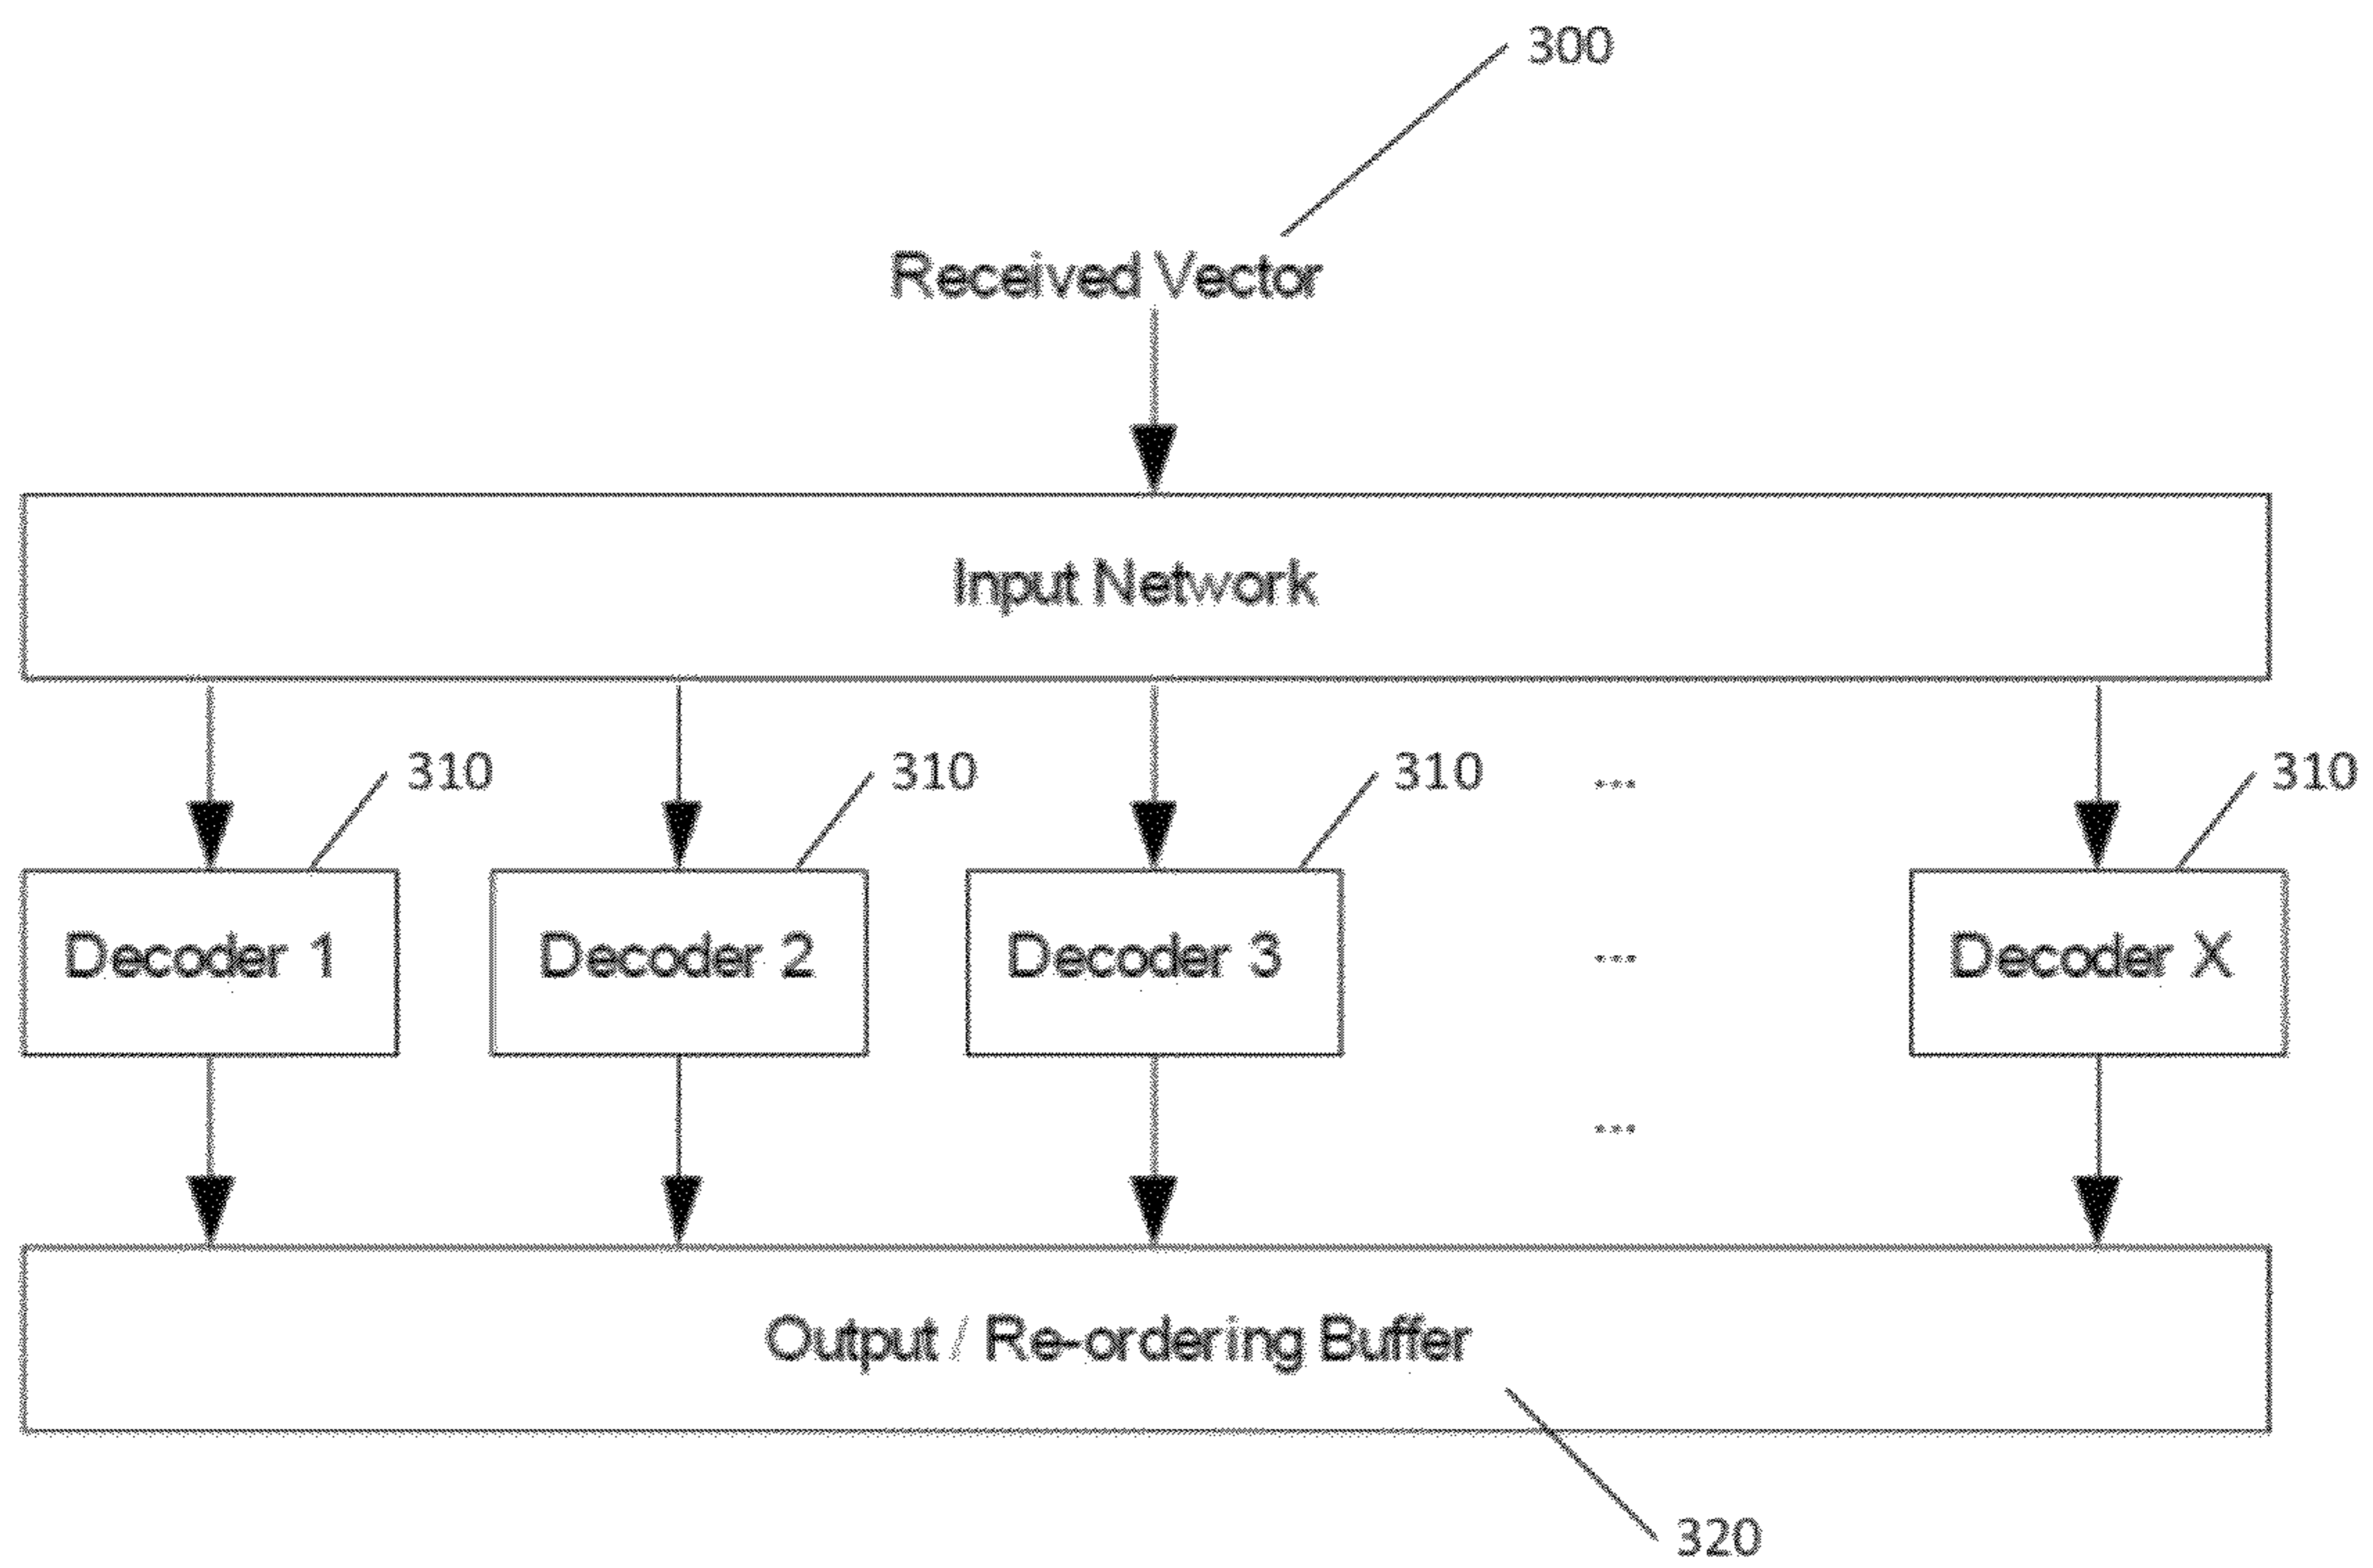 300
Received Vector
Input Network
310 310 310 ... 310
Decoder 1 Decoder 2 Decoder 3 ... Decoder X
...
Output / Re-ordering Buffer
320